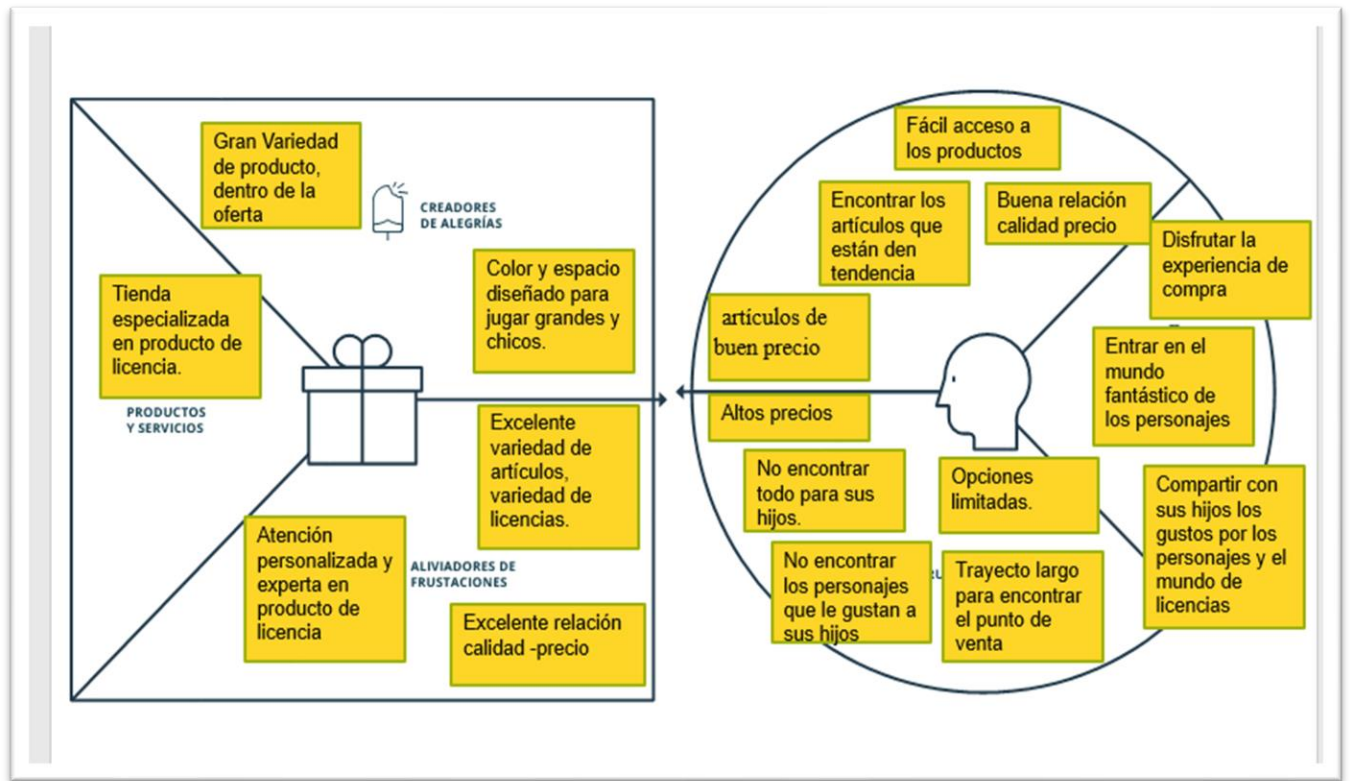 Gran Variedad
de producto,
dentro de la
oferta
CREADORES
DE ALEGRÍAS
Tienda
especializada
en producto de
licencia.
Color y espacio
diseñado para
jugar grandes y
chicos.
PRODUCTOS
Y SERVICIOS
Excelente
variedad de
artículos,
variedad de
licencias.
Atención
personalizada y
experta en
producto de
licencia
ALIVIADORES DE
FRUSTACIONES
Excelente relación
calidad -precio
Fácil acceso a
los productos
Encontrar los
artículos que
están den
tendencia
Buena relación
calidad precio
Disfrutar la
experiencia de
compra
artículos de
buen precio
Entrar en el
mundo
fantástico de
los personajes
Altos precios
No encontrar
todo para sus
hijos.
Opciones
limitadas.
Compartir con
sus hijos los
gustos por los
personajes y el
mundo de
licencias
No encontrar
los personajes
que le gustan a
sus hijos
Trayecto largo
para encontrar
el punto de
venta